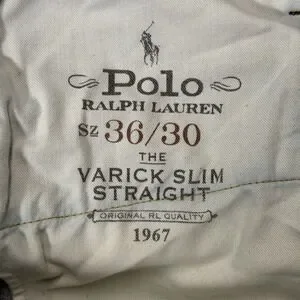 Polo
RALPH LAUREN
Sz 36/30
THE
VARICK SLIM
STRAIGHT
ORIGINAL RL QUALITY
1967